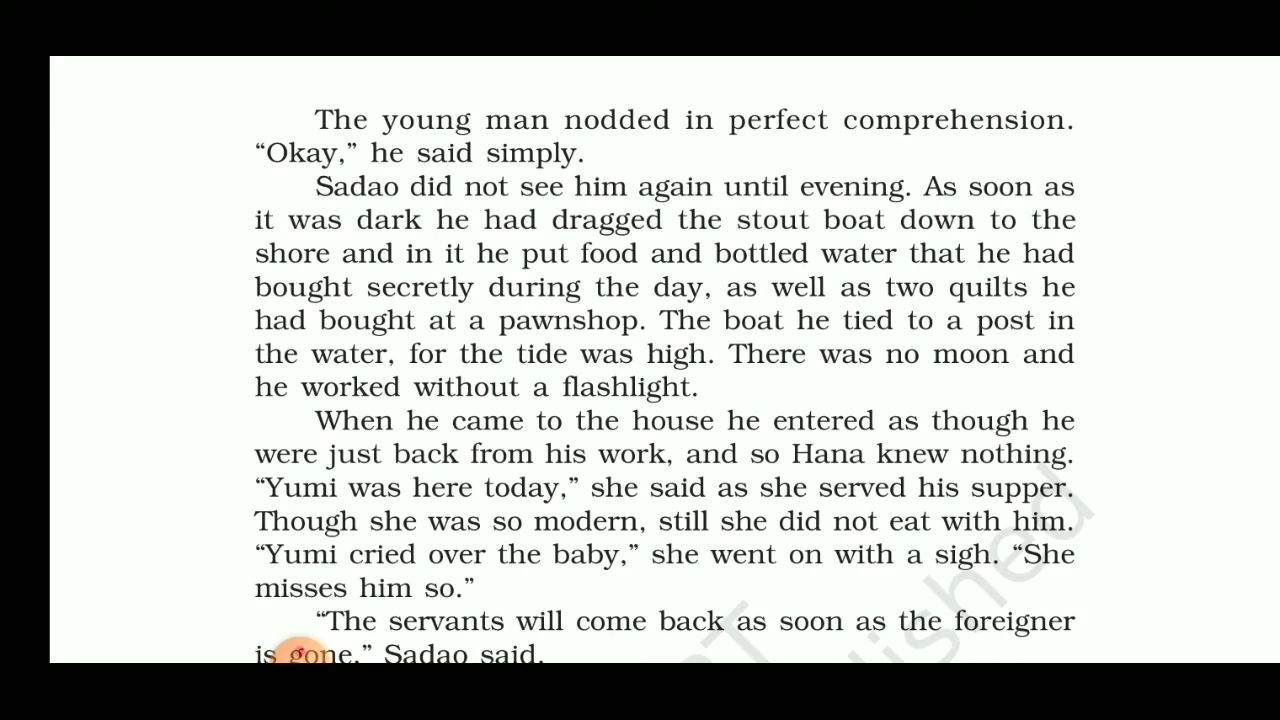 The young man nodded in perfect comprehension.
“Okay,” he said simply.
Sadao did not see him again until evening. As soon as
it was dark he had dragged the stout boat down to the
shore and in it he put food and bottled water that he had
bought secretly during the day, as well as two quilts he
had bought at a pawnshop. The boat he tied to a post in
the water, for the tide was high. There was no moon and
he worked without a flashlight.
When he came to the house he entered as though he
were just back from his work, and so Hana knew nothing.
“Yumi was here today,” she said as she served his supper.
Though she was so modern, still she did not eat with him.
“Yumi cried over the baby,” she went on with a sigh. “She
misses him so.”
“The servants will come back as soon as the foreigner
is gone,” Sadao said.